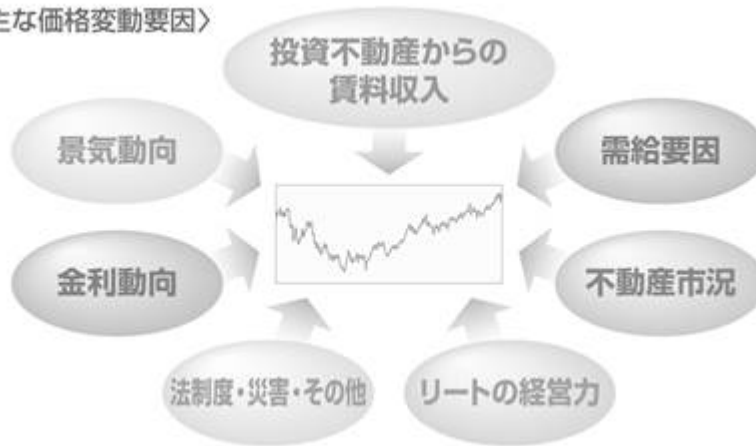 主な価格変動要因〉
投資不動産からの
賃料収入
景気動向
需給要因
金利動向
不動産市況
法制度・災害・その他
リートの経営力